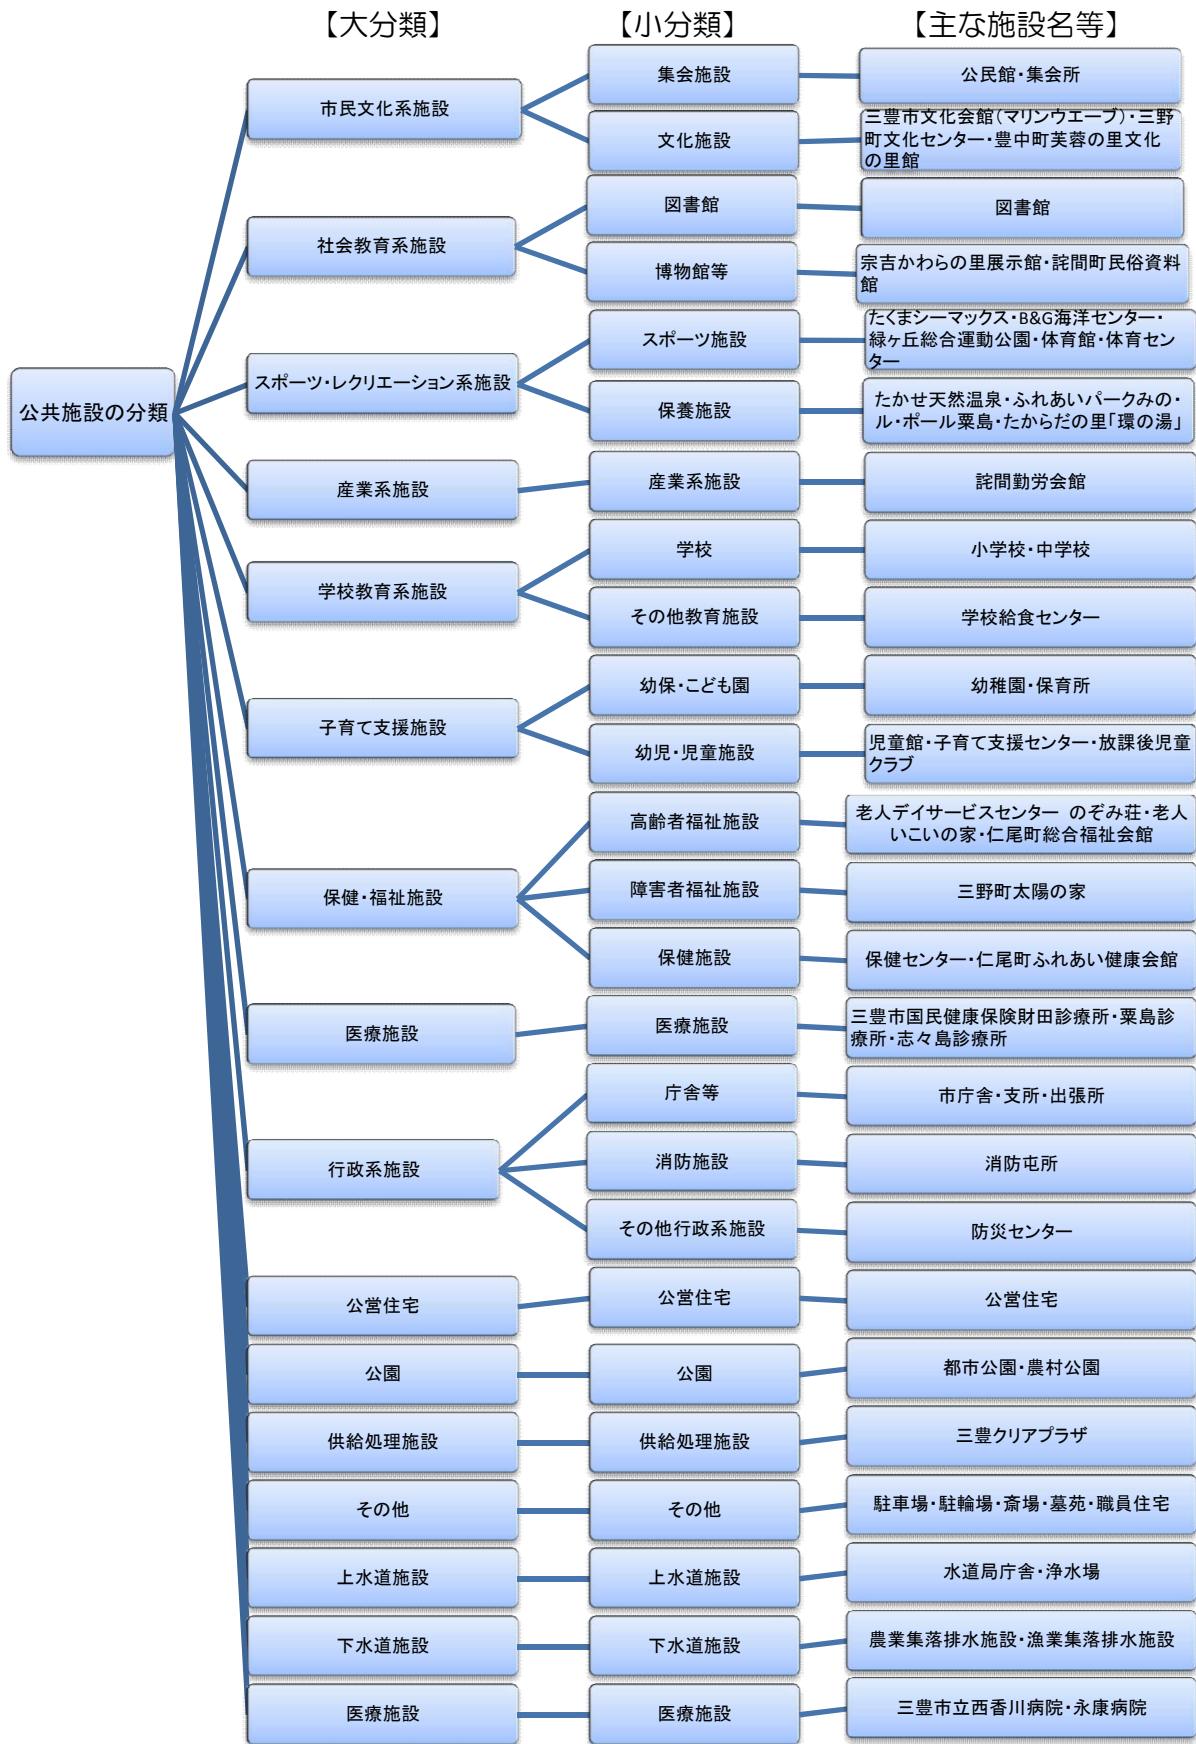 【大分類】
【小分類】
【主な施設名等】
公共施設の分類
市民文化系施設
集会施設
公民館・集会所
文化施設
三豊市文化会館(マリンウエーブ)・三野
町文化センター・豊中町芙蓉の里文化
の里館
社会教育系施設
図書館
図書館
博物館等
宗吉かわらの里展示館・詫間町民俗資料
館
スポーツ・レクリエーション系施設
スポーツ施設
たくまシーマックス・B&G海洋センター・
緑ヶ丘総合運動公園・体育館・体育セン
ター
保養施設
たかせ天然温泉・ふれあいパークみの・
ル・ポール粟島・たからだの里「環の湯」
産業系施設
産業系施設
詫間勤労会館
学校教育系施設
学校
小学校・中学校
その他教育施設
学校給食センター
子育て支援施設
幼保・こども園
幼稚園・保育所
幼児・児童施設
児童館・子育て支援センター・放課後児童
クラブ
保健・福祉施設
高齢者福祉施設
老人デイサービスセンター のぞみ荘・老人
いこいの家・仁尾町総合福祉会館
障害者福祉施設
三野町太陽の家
保健施設
保健センター・仁尾町ふれあい健康会館
医療施設
医療施設
三豊市国民健康保険財田診療所・粟島診
療所・志々島診療所
行政系施設
庁舎等
市庁舎・支所・出張所
消防施設
消防屯所
その他行政系施設
防災センター
公営住宅
公営住宅
公営住宅
公園
公園
都市公園・農村公園
供給処理施設
供給処理施設
三豊クリアプラザ
その他
その他
駐車場・駐輪場・斎場・墓苑・職員住宅
上水道施設
上水道施設
水道局庁舎・浄水場
下水道施設
下水道施設
農業集落排水施設・漁業集落排水施設
医療施設
医療施設
三豊市立西香川病院・永康病院